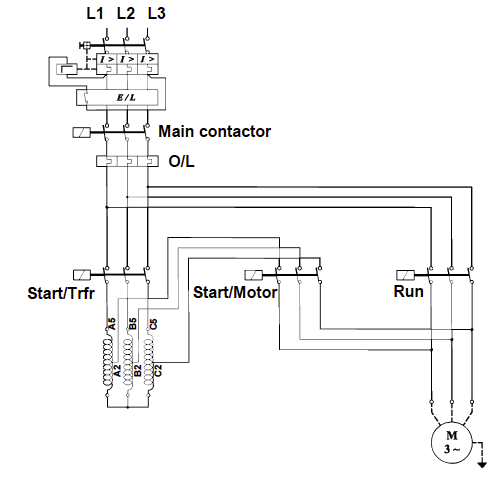 L1 L2 L3
I > I > I >
E/L
Main contactor
O/L
Start/Trfr
Start/Motor
Run
A5 B5 C5
A2 B2 C2
M
3 ~